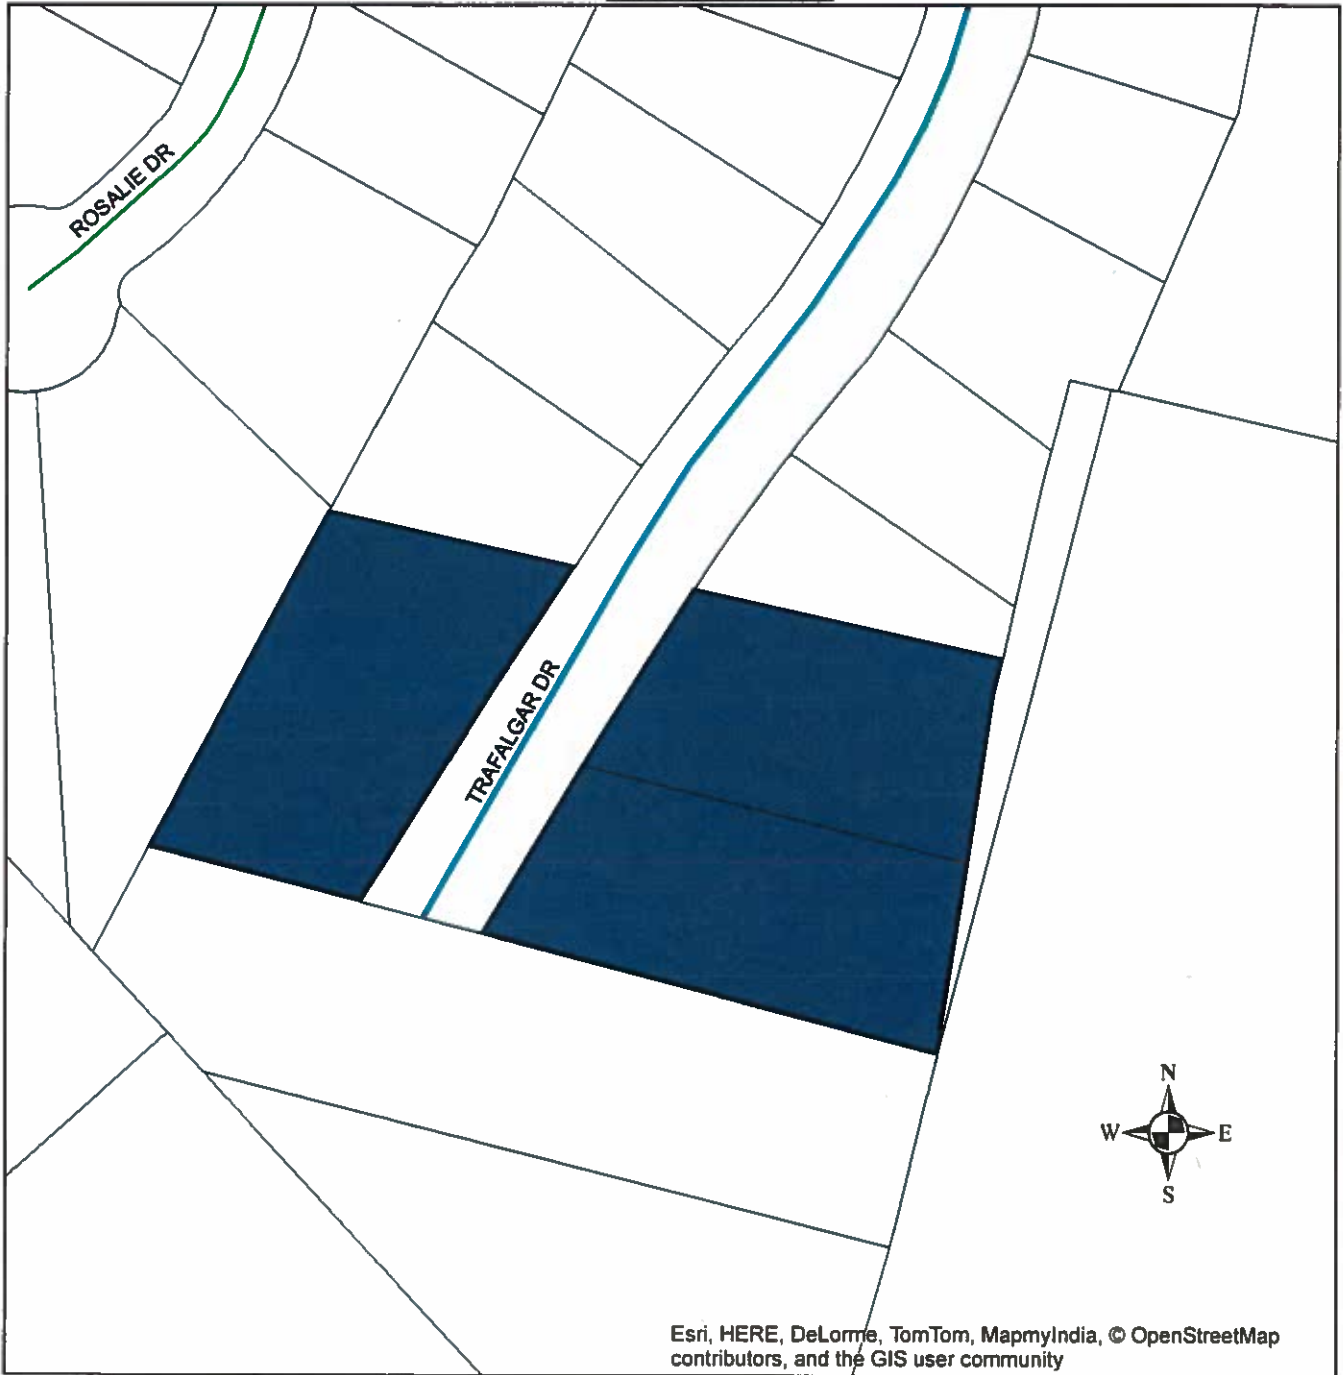 ROSALIE DR
TRAFALGAR DR
N
W E
S
Esri, HERE, DeLorme, TomTom, MapmyIndia, © OpenStreetMap
contributors, and the GIS user community